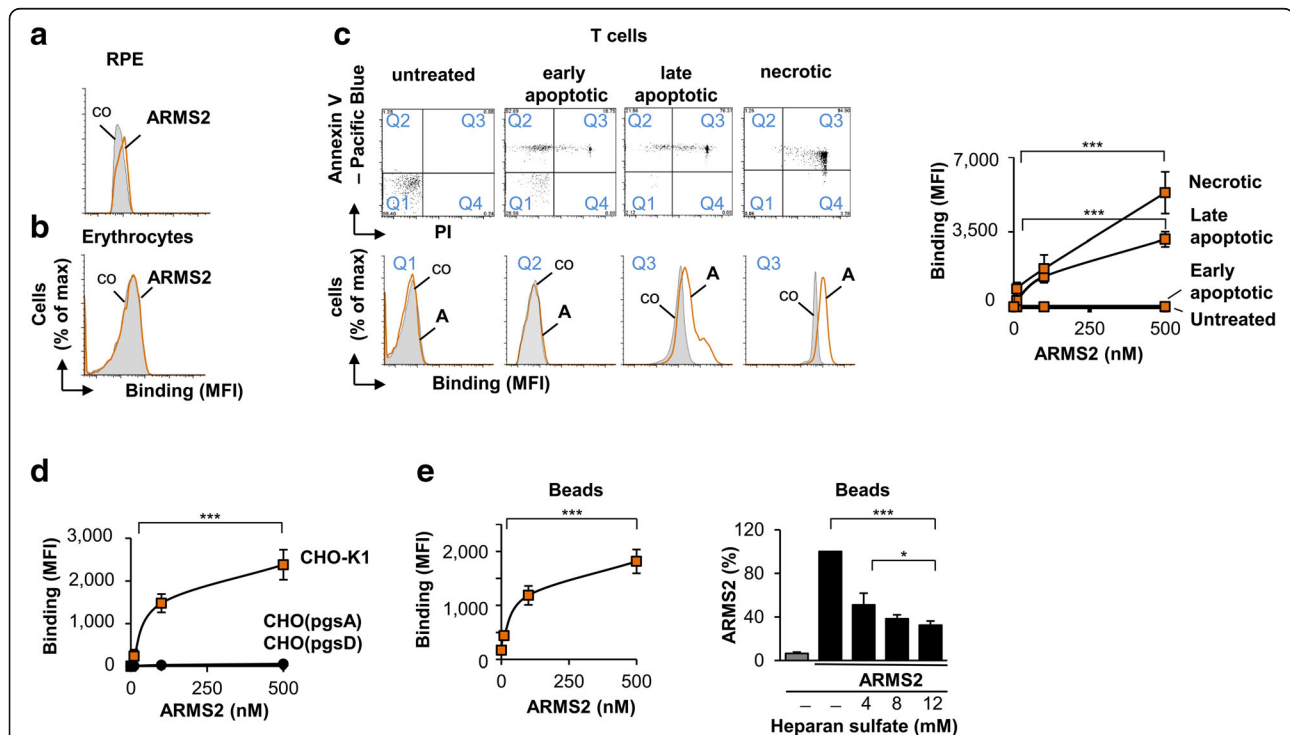 a
RPE
co
ARMS2
b
Erythrocytes
co
ARMS2
Cells
(% of max)
Binding (MFI)
c
T cells
untreated
early
apoptotic
late
apoptotic
necrotic
Annexin V
– Pacific Blue
Q2
Q3
Q1
Q4
Q2
Q3
Q1
Q4
Q2
Q3
Q1
Q4
Q2
Q3
Q1
Q4
PI
cells
(% of max)
Q1
co
A
Q2
co
A
Q3
co
A
Q3
co
A
Binding (MFI)
Binding (MFI)
7,000
3,500
0
***
***
Necrotic
Late
apoptotic
Early
apoptotic
Untreated
0 250 500
ARMS2 (nM)
d
Binding (MFI)
3,000
2,000
1,000
0
***
CHO-K1
CHO(pgsA)
CHO(pgsD)
0 250 500
ARMS2 (nM)
e
Beads
Binding (MFI)
2,000
1,000
0
***
0 250 500
ARMS2 (nM)
Beads
ARMS2 (%)
120
80
40
0
***
*
ARMS2
– – 4 8 12
Heparan sulfate (mM)